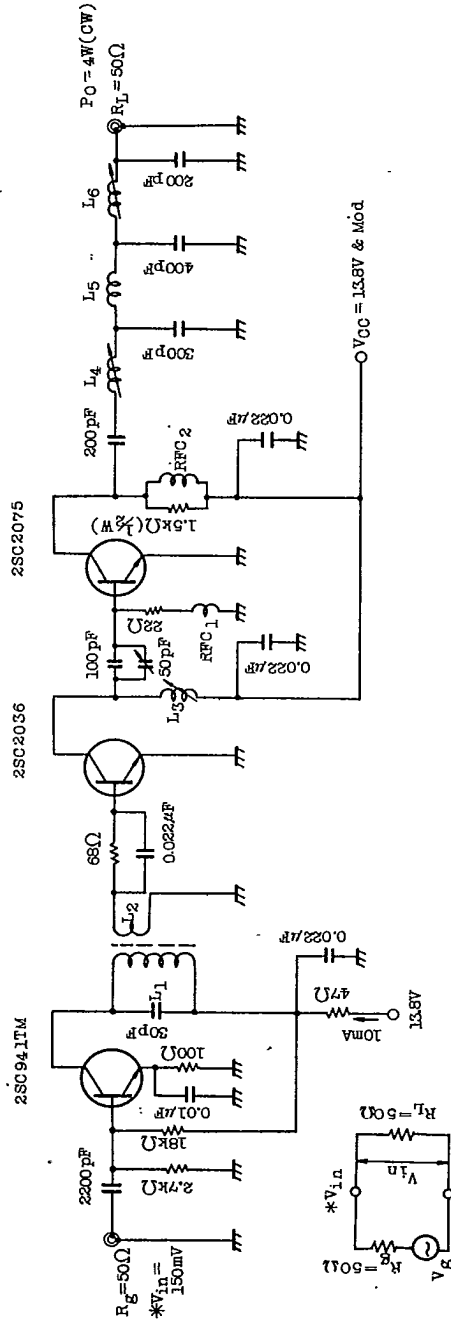 2SC941TM
2SC2036
2SC2075
Rg=50Ω
*Vin=
150mV
2200pF
2.7kΩ
18kΩ
0.01μF
100Ω
30pF
L1
L2
47Ω
10mA
13.8V
0.022μF
68Ω
0.022μF
L3
100pF
50pF
22Ω
RFC1
0.022μF
1.5kΩ(½W)
RFC2
0.022μF
200pF
L4
300pF
L5
400pF
L6
200pF
PO=4W(CW)
RL=50Ω
VCC=13.8V & Mod
*Vin
Rg=50Ω
Vg
Vin
RL=50Ω